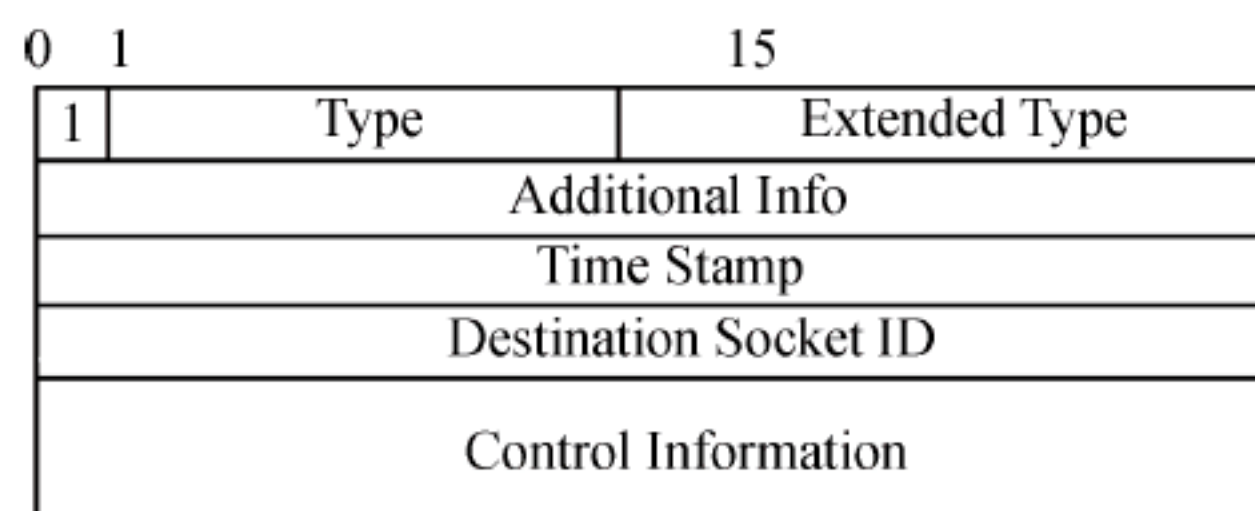 0 1 15
1 Type Extended Type
Additional Info
Time Stamp
Destination Socket ID
Control Information